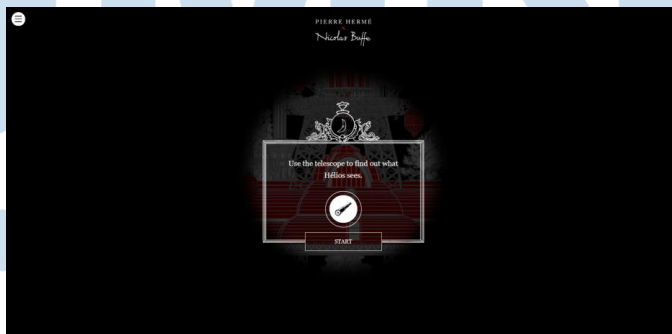 PIERRE HERMÉ
Nicolas Buffe
Use the telescope to find out what
Hélios sees.
START